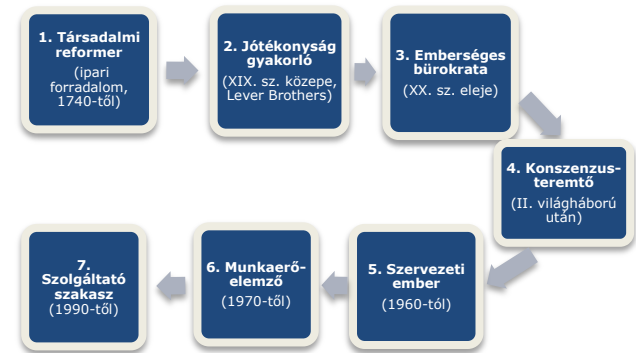 1. Társadalmi
reformer
(ipari
forradalom,
1740-től)
2. Jótékonyság
gyakorló
(XIX. sz. közepe,
Lever Brothers)
3. Emberséges
bürokrata
(XX. sz. eleje)
4. Konszenzus-
teremtő
(II. világháború
után)
5. Szervezeti
ember
(1960-tól)
6. Munkaerő-
elemző
(1970-től)
7.
Szolgáltató
szakasz
(1990-től)